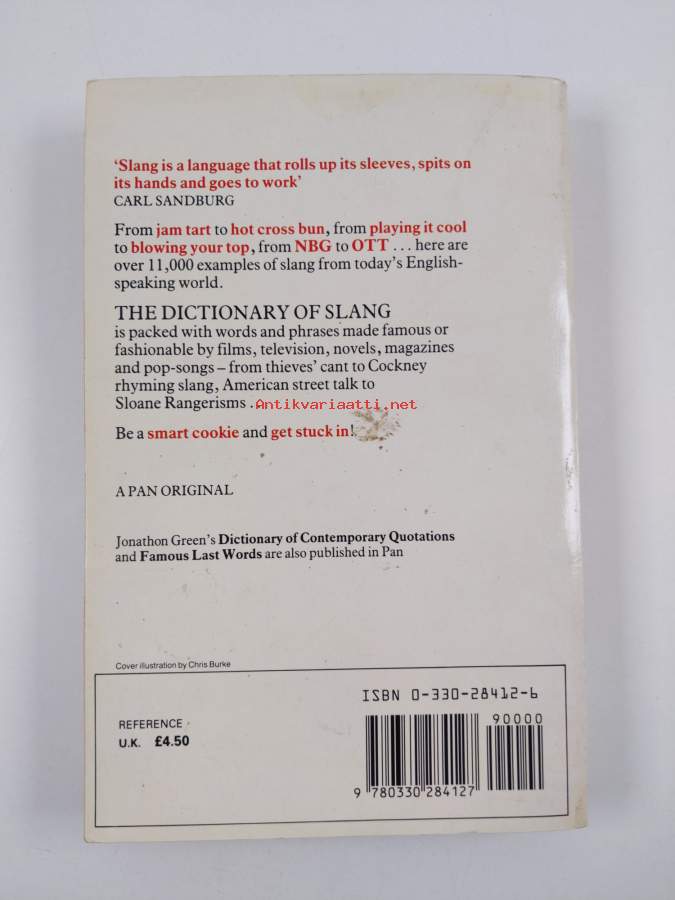 ‘Slang is a language that rolls up its sleeves, spits on
its hands and goes to work’
CARL SANDBURG
From jam tart to hot cross bun, from playing it cool
to blowing your top, from NBG to OTT . . . here are
over 11,000 examples of slang from today’s English-
speaking world.
THE DICTIONARY OF SLANG
is packed with words and phrases made famous or
fashionable by films, television, novels, magazines
and pop-songs – from thieves’ cant to Cockney
rhyming slang, American street talk to
Sloane Rangerisms .
Antikvariaatti.net
Be a smart cookie and get stuck in!
A PAN ORIGINAL
Jonathon Green’s Dictionary of Contemporary Quotations
and Famous Last Words are also published in Pan
Cover illustration by Chris Burke
ISBN 0-330-28412-6
REFERENCE
U.K. £4.50
90000
9 780330 284127